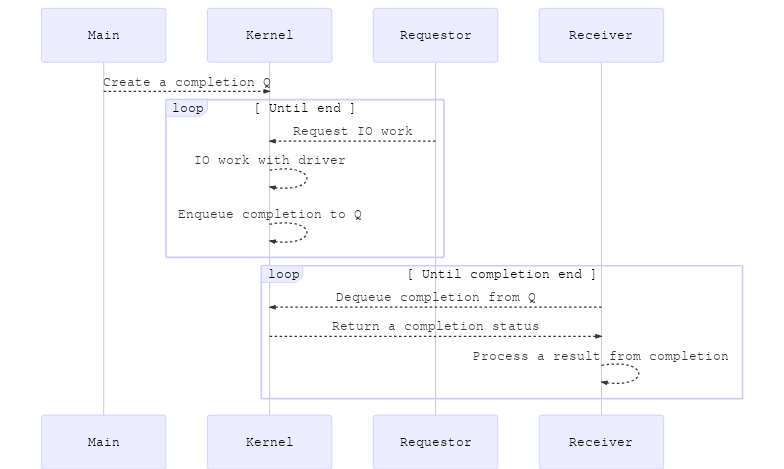 Main Kernel Requestor Receiver
Create a completion Q
loop [ Until end ]
Request IO work
IO work with driver
Enqueue completion to Q
loop [ Until completion end ]
Dequeue completion from Q
Return a completion status
Process a result from completion
Main Kernel Requestor Receiver